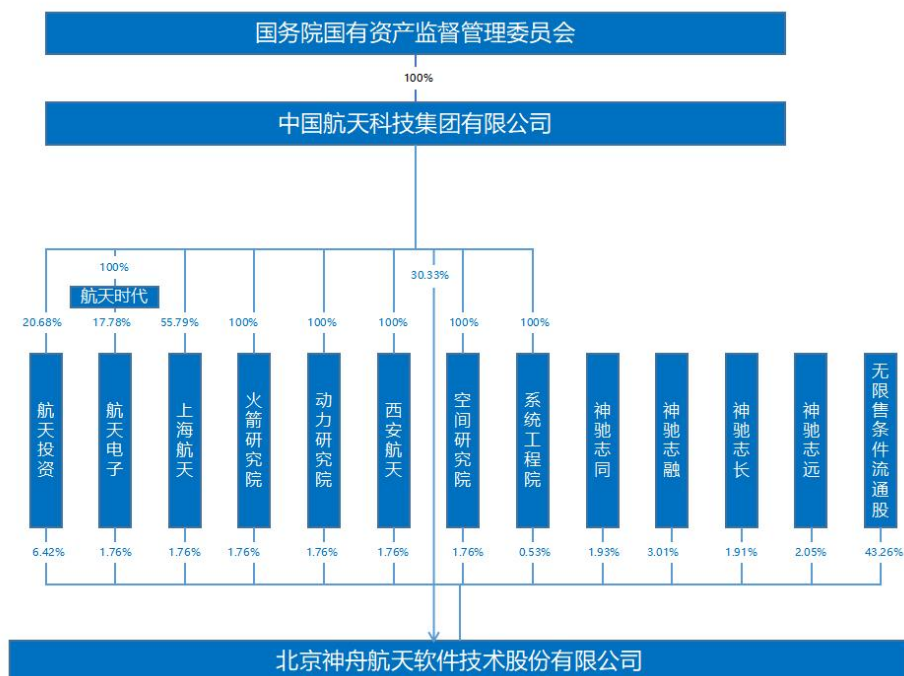 国务院国有资产监督管理委员会
100%
中国航天科技集团有限公司
100%
30.33%
航天时代
20.68%
17.78%
55.79%
100%
100%
100%
100%
100%
航天投资
航天电子
上海航天
火箭研究院
动力研究院
西安航天
空间研究院
系统工程院
神驰志同
神驰志融
神驰志长
神驰志远
无限售条件流通股
6.42%
1.76%
1.76%
1.76%
1.76%
1.76%
1.76%
0.53%
1.93%
3.01%
1.91%
2.05%
43.26%
北京神舟航天软件技术股份有限公司